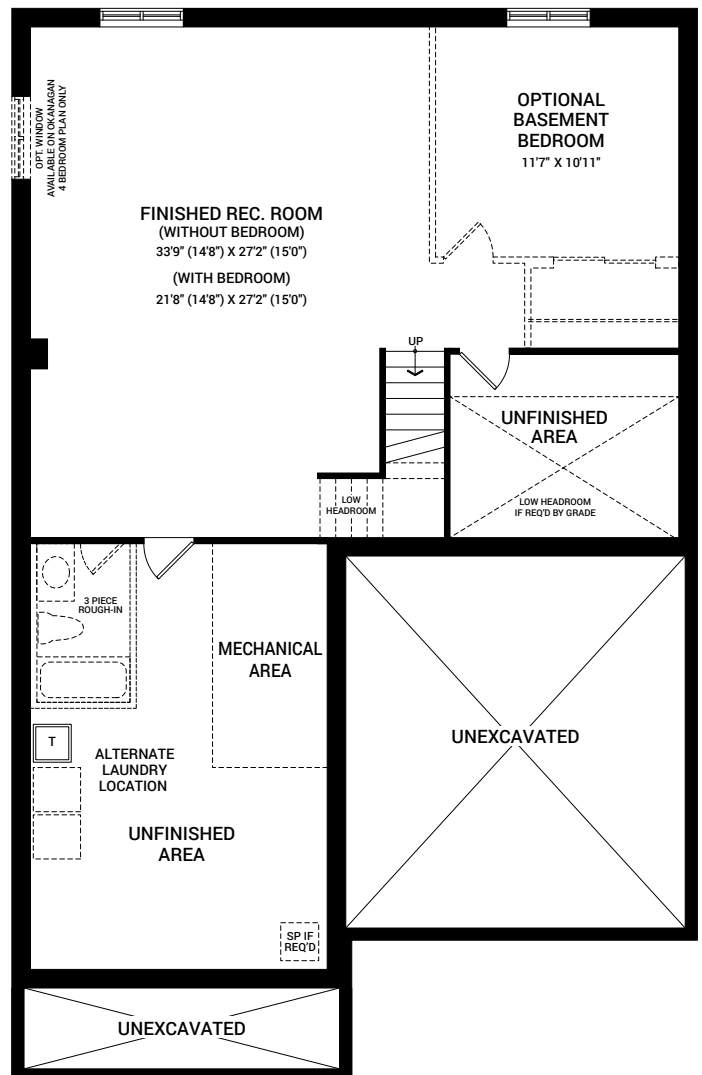 OPT. WINDOW
AVAILABLE ON OKANAGAN
4 BEDROOM PLAN ONLY
OPTIONAL
BASEMENT
BEDROOM
11'7" X 10'11"
FINISHED REC. ROOM
(WITHOUT BEDROOM)
33'9" (14'8") X 27'2" (15'0")
(WITH BEDROOM)
21'8" (14'8") X 27'2" (15'0")
UP
UNFINISHED
AREA
LOW HEADROOM
IF REQ'D BY GRADE
LOW
HEADROOM
3 PIECE
ROUGH-IN
MECHANICAL
AREA
T
ALTERNATE
LAUNDRY
LOCATION
UNFINISHED
AREA
SP IF
REQ'D
UNEXCAVATED
UNEXCAVATED